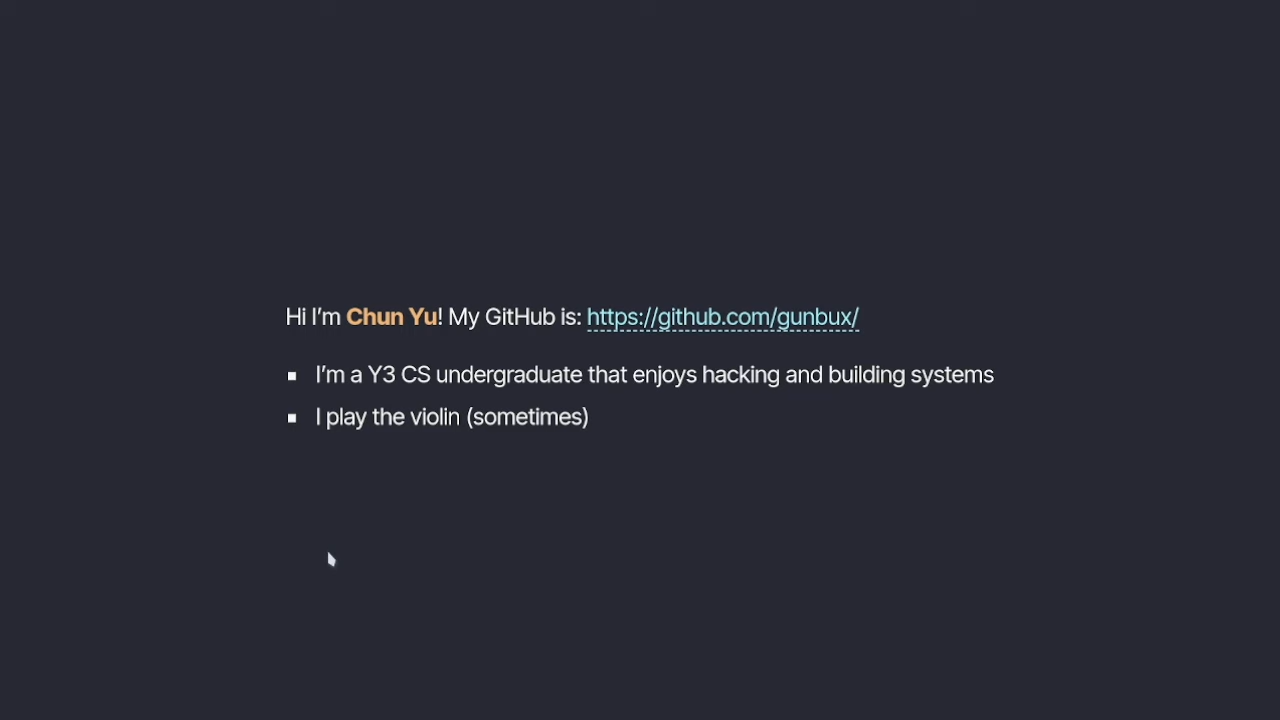 Hi I’m Chun Yu! My GitHub is: https://github.com/gunbux/
▪ I’m a Y3 CS undergraduate that enjoys hacking and building systems
▪ I play the violin (sometimes)